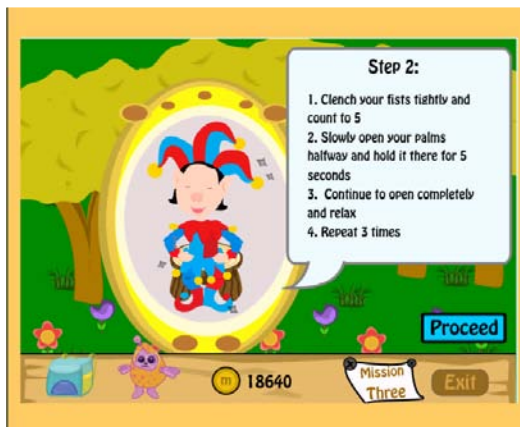 Step 2:
1. Clench your fists tightly and
count to 5
2. Slowly open your palms
halfway and hold it there for 5
seconds
3. Continue to open completely
and relax
4. Repeat 3 times
Proceed
m 18640
Mission
Three
Exit